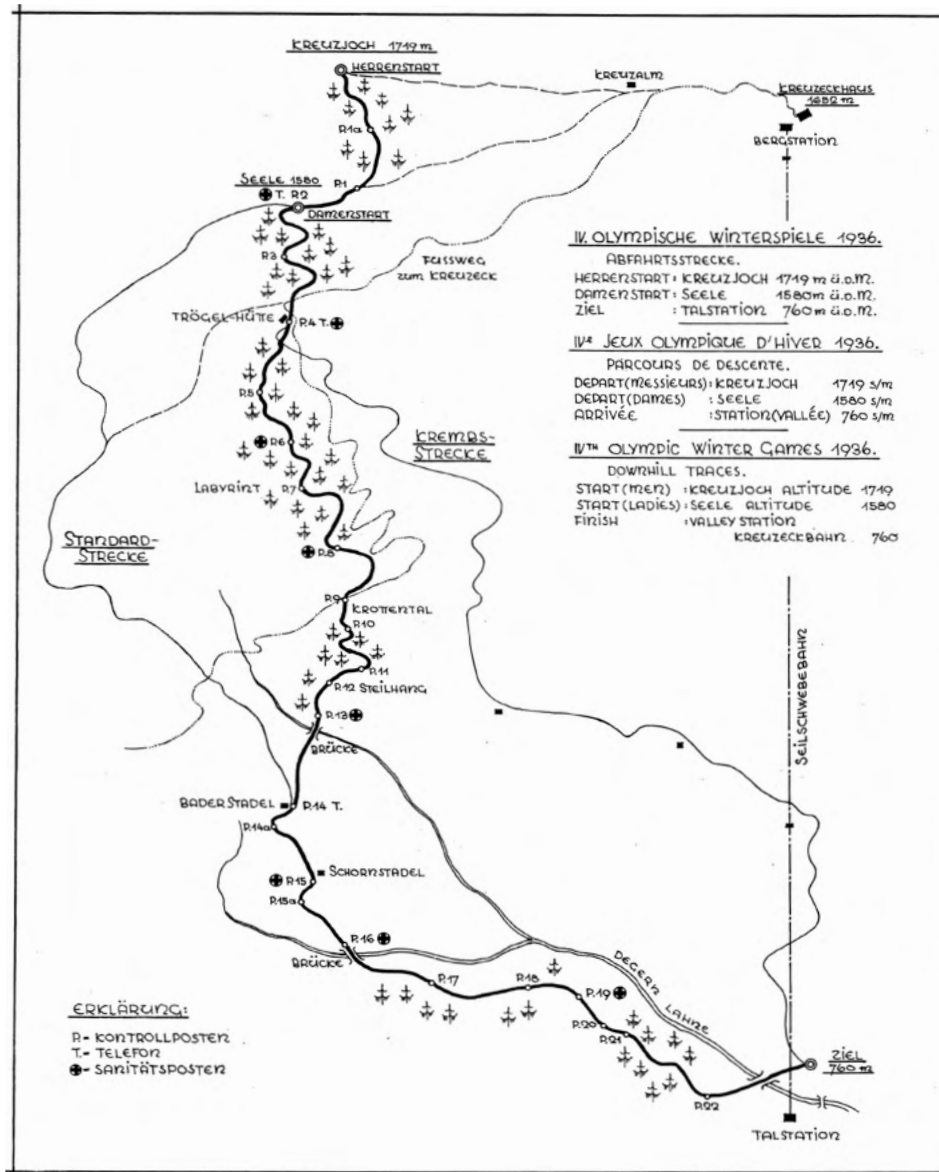 KREUZJOCH 1719 m
HERRENSTART
KREUZALM
KREUZECKHAUS
1652 m
BERGSTATION
P.1a
P.1
SEELE 1580
T. P.2
DAMENSTART
P.3
FUSSWEG
ZUM KREUZECK
TRÖGEL-HÜTTE
P.4 T.
P.5
P.6
LABYRINT
P.7
P.8
KREMBS-
STRECKE
STANDARD-
STRECKE
IV. OLYMPISCHE WINTERSPIELE 1936.
ABFAHRTSSTRECKE.
HERRENSTART: KREUZJOCH 1719 m ü.o.M.
DAMENSTART: SEELE 1580 m ü.o.M.
ZIEL : TALSTATION 760 m ü.o.M.
IVe JEUX OLYMPIQUE D'HIVER 1936.
PARCOURS DE DESCENTE.
DEPART (MESSIEURS): KREUZJOCH 1719 s/m
DEPART (DAMES) : SEELE 1580 s/m
ARRIVÉE : STATION (VALLÉE) 760 s/m
IVTH OLYMPIC WINTER GAMES 1936.
DOWNHILL TRACES.
START (MEN) : KREUZJOCH ALTITUDE 1719
START (LADIES): SEELE ALTITUDE 1580
FINISH : VALLEY STATION
KREUZECKBAHN. 760
P.9
KROTTENTAL
P.10
P.11
P.12 STEILHANG
P.13
BRÜCKE
SEILSCHWEBEBAHN
BADERSTADEL
P.14 T.
P.14a
SCHORNSTADEL
P.15
P.15a
P.16
BRÜCKE
P.17
P.18
P.19
P.20
P.21
P.22
DEGERN
LAHNE
ZIEL
760 m
TALSTATION
ERKLÄRUNG:
P.- KONTROLLPOSTEN
T.- TELEFON
- SANITÄTSPOSTEN